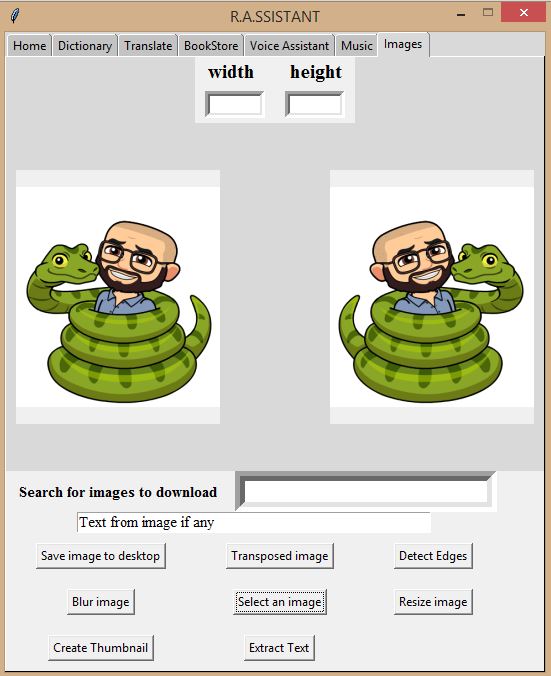 R.A.SSISTANT
Home Dictionary Translate BookStore Voice Assistant Music Images
width height
Search for images to download
Text from image if any
Save image to desktop Transposed image Detect Edges
Blur image Select an image Resize image
Create Thumbnail Extract Text